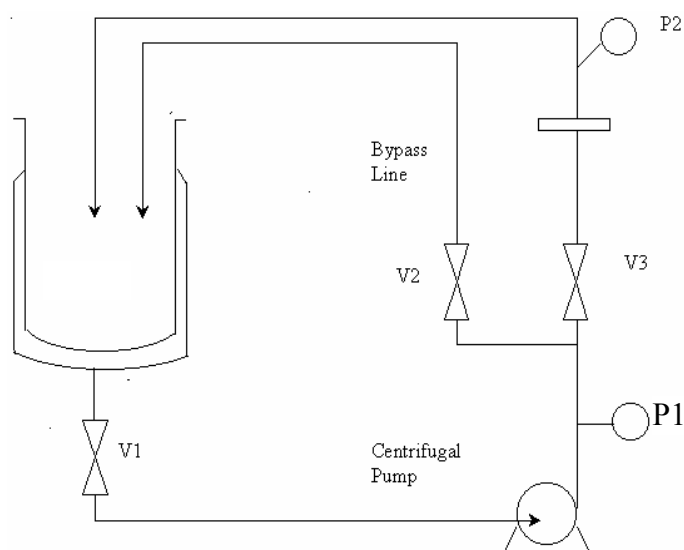 P2
Bypass
Line
V3
V2
P1
V1
Centrifugal
Pump